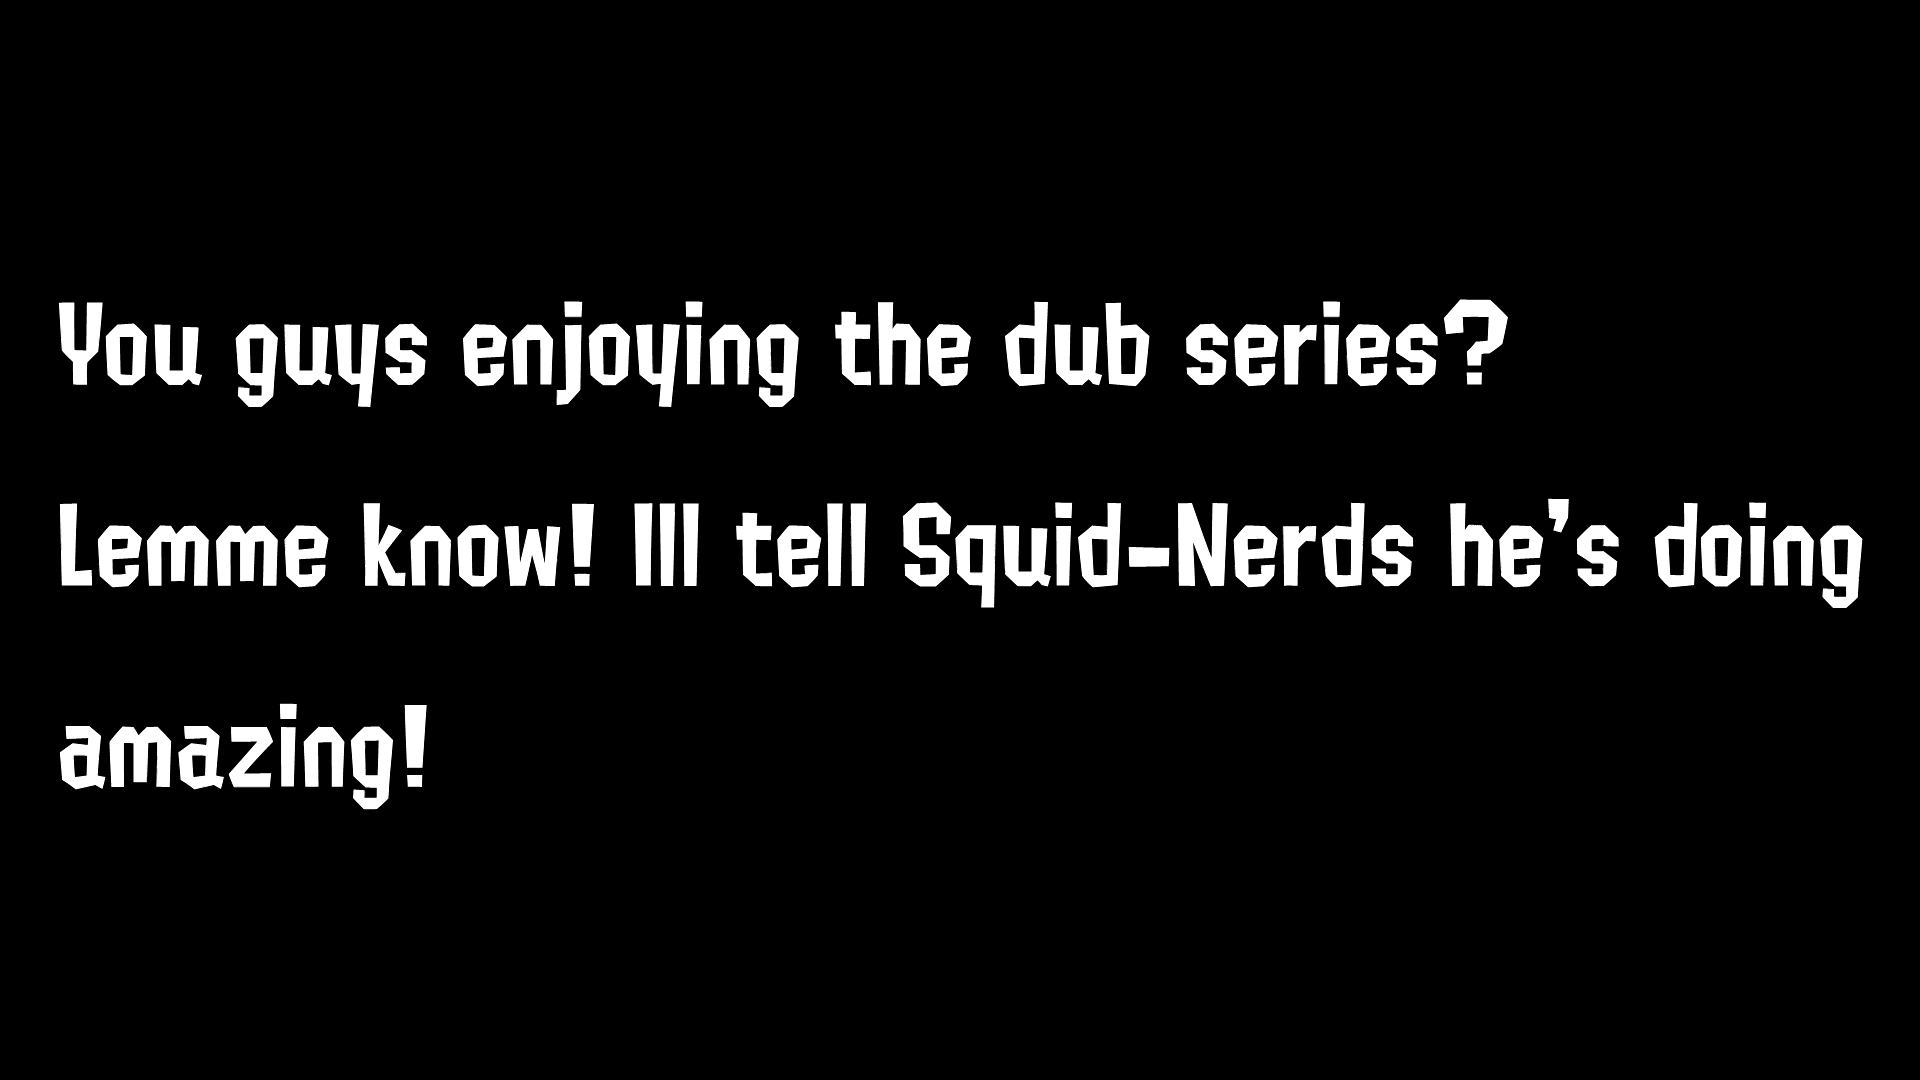 You guys enjoying the dub series?
Lemme know! Ill tell Squid-Nerds he's doing
amazing!